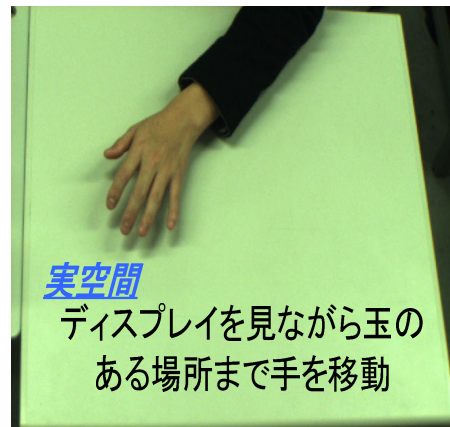 実空間
ディスプレイを見ながら玉の
ある場所まで手を移動